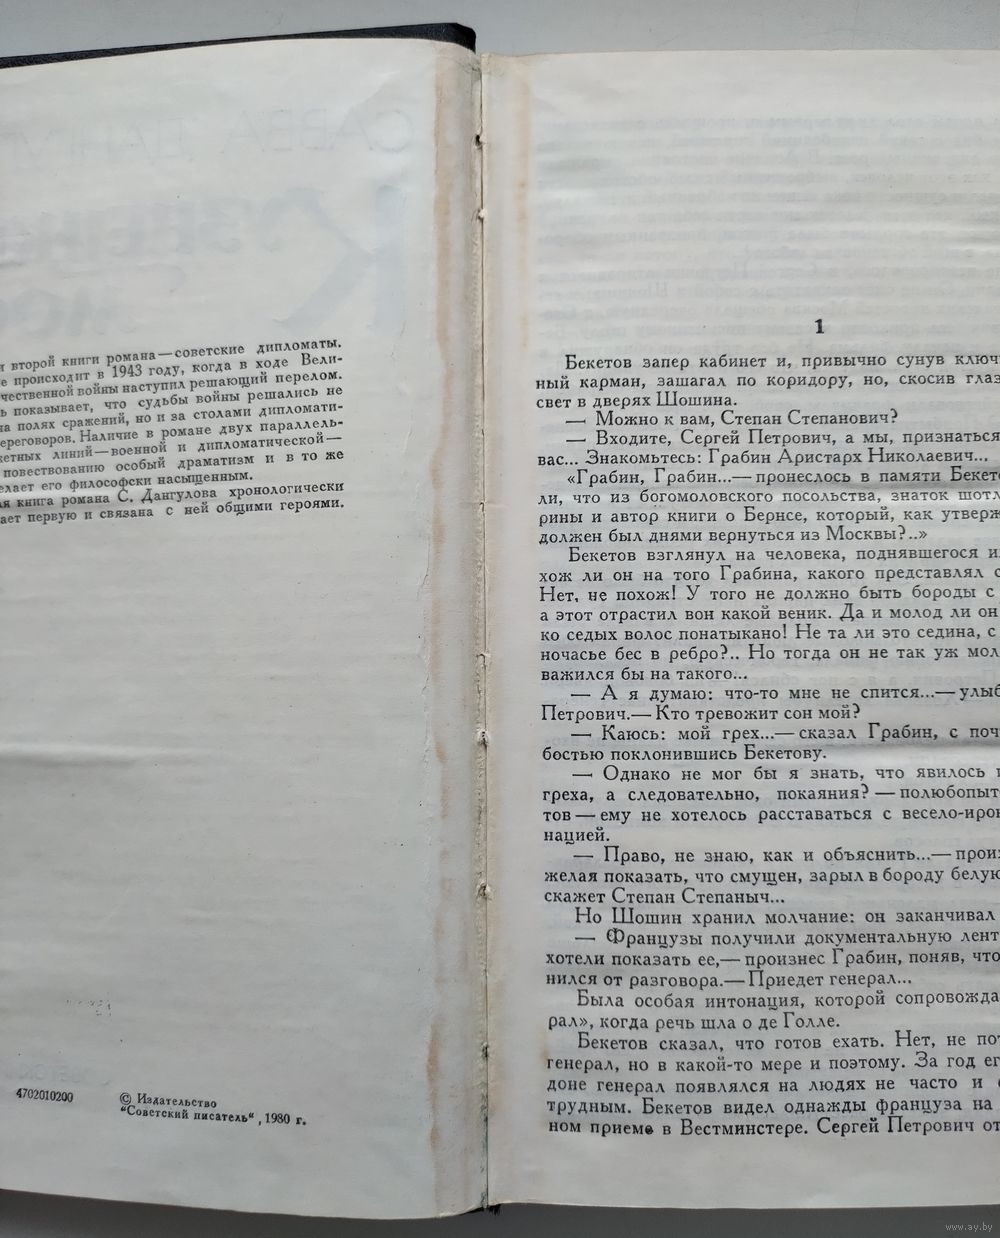 второй книги романа—советские дипломаты.
происходит в 1943 году, когда в ходе Вели-
чественной войны наступил решающий перелом.
показывает, что судьбы войны решались не
на полях сражений, но и за столами дипломати-
ереговоров. Наличие в романе двух параллель-
жетных линий—военной и дипломатической—
повествованию особый драматизм и в то же
елает его философски насыщенным.
ая книга романа С. Дангулова хронологически
ает первую и связана с ней общими героями.
4702010200
© Издательство
"Советский писатель", 1980 г.
1
Бекетов запер кабинет и, привычно сунув ключ
ный карман, зашагал по коридору, но, скосив глаз
свет в дверях Шошина.
— Можно к вам, Степан Степанович?
— Входите, Сергей Петрович, а мы, признаться
вас... Знакомьтесь: Грабин Аристарх Николаевич...
«Грабин, Грабин...— пронеслось в памяти Бекето
ли, что из богомоловского посольства, знаток шотл
рины и автор книги о Бернсе, который, как утверж
должен был днями вернуться из Москвы?..»
Бекетов взглянул на человека, поднявшегося и
хож ли он на того Грабина, какого представлял с
Нет, не похож! У того не должно быть бороды с
а этот отрастил вон какой веник. Да и молод ли он
ко седых волос понатыкано! Не та ли это седина, с
ночасье бес в ребро?.. Но тогда он не так уж мол
важился бы на такого...
— А я думаю: что-то мне не спится...— улыб
Петрович.— Кто тревожит сон мой?
— Каюсь: мой грех...— сказал Грабин, с поч
бостью поклонившись Бекетову.
— Однако не мог бы я знать, что явилось
греха, а следовательно, покаяния? — полюбопыт
тов — ему не хотелось расставаться с весело-ирон
нацией.
— Право, не знаю, как и объяснить...— произ
желая показать, что смущен, зарыл в бороду белую
скажет Степан Степаныч...
Но Шошин хранил молчание: он заканчивал
— Французы получили документальную лент
хотели показать ее,— произнес Грабин, поняв, что
нился от разговора.— Приедет генерал...
Была особая интонация, которой сопровожда
рал», когда речь шла о де Голле.
Бекетов сказал, что готов ехать. Нет, не пот
генерал, но в какой-то мере и поэтому. За год ег
доне генерал появлялся на людях не часто и
трудным. Бекетов видел однажды француза на
ном приеме в Вестминстере. Сергей Петрович от
www.ay.by